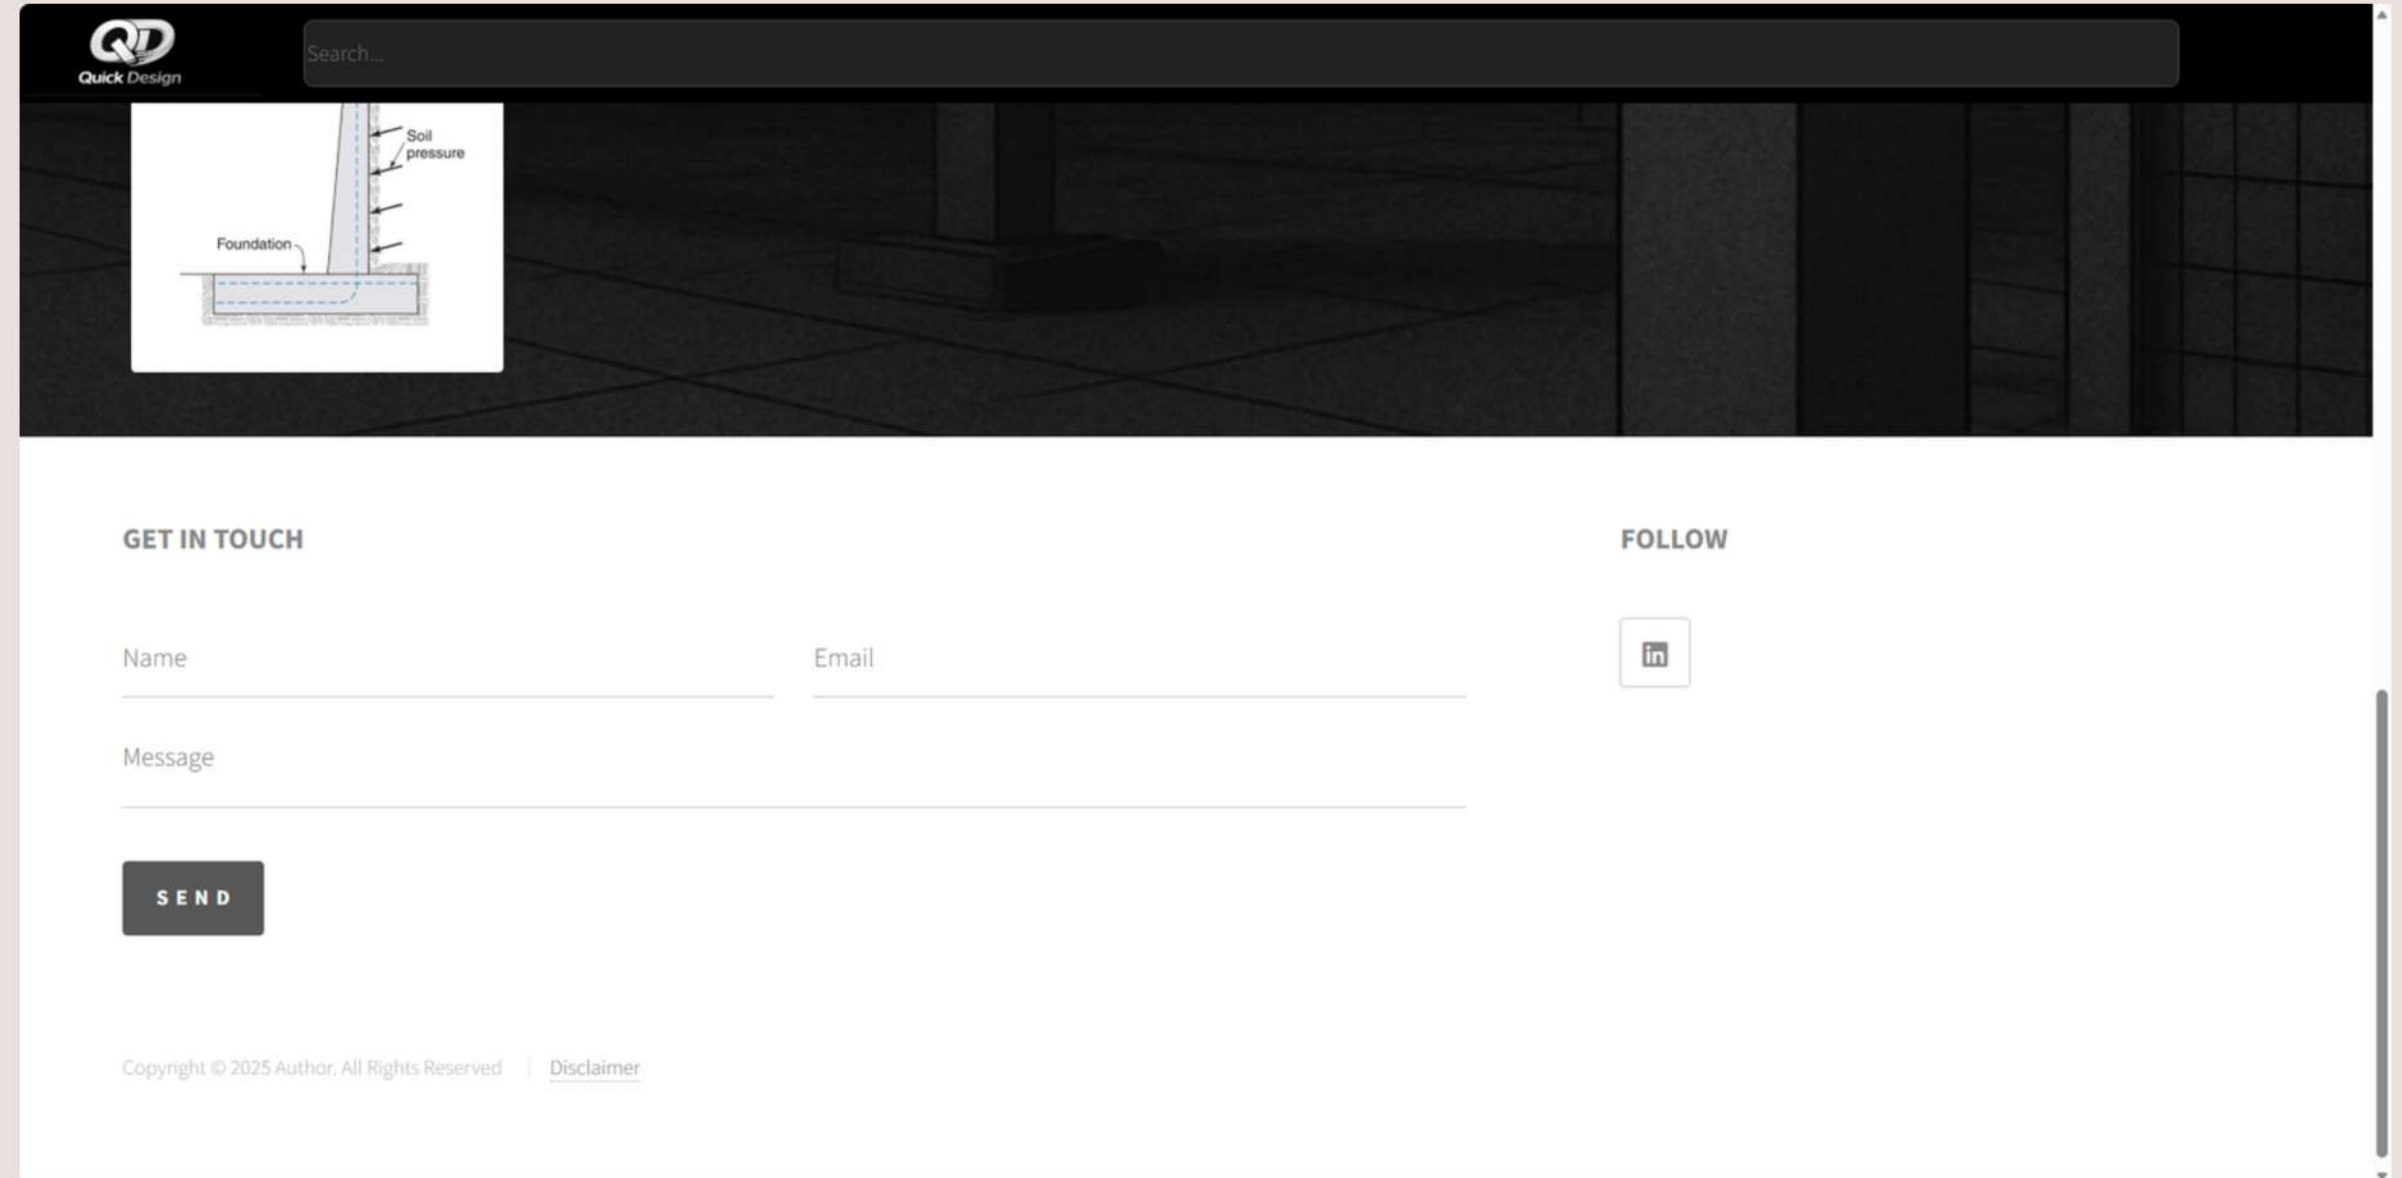 QD
Quick Design
Search...
Soil
pressure
Foundation
GET IN TOUCH
FOLLOW
Name
Email
in
Message
SEND
Copyright © 2025 Author. All Rights Reserved
Disclaimer